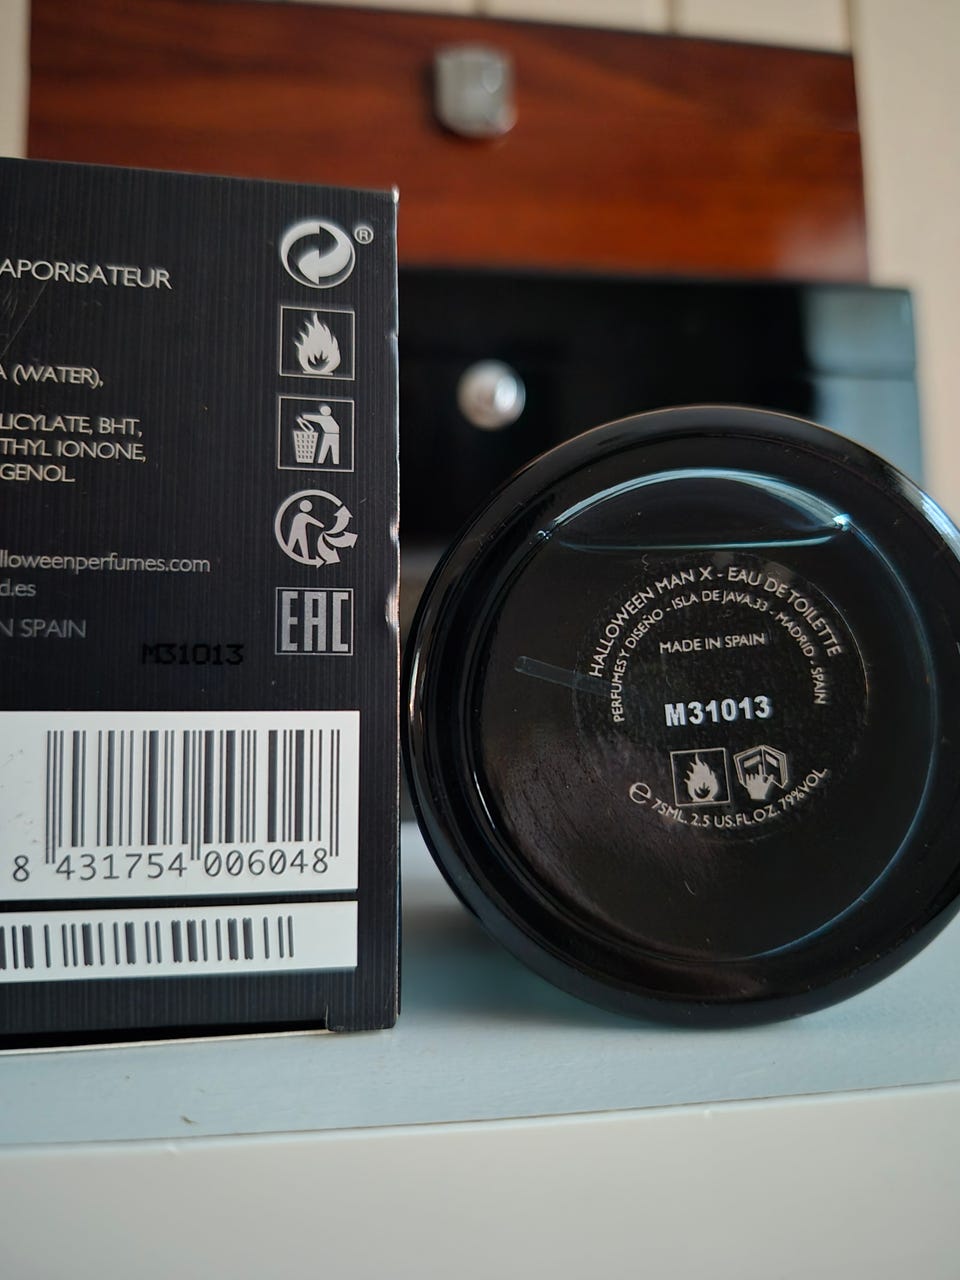 APORISATEUR
®
A (WATER),
LICYLATE, BHT,
THYL IONONE,
GENOL.
lloweenperfumes.com
d.es
N SPAIN
EAC
M31013
8 431754 006048
HALLOWEEN MAN X - EAU DE TOILETTE
PERFUMES Y DISEÑO - ISLA DE JAVA,33 - MADRID - SPAIN
MADE IN SPAIN
M31013
℮ 75ML. 2.5 US.FL.OZ. 79%VOL